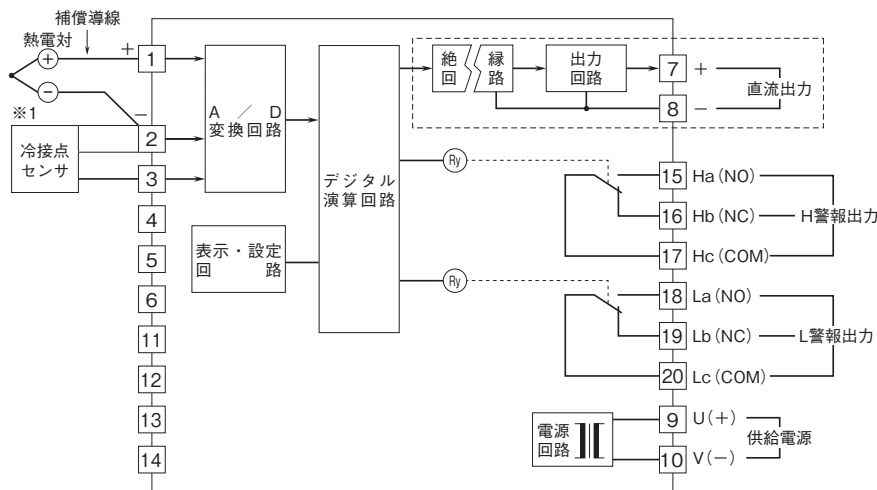 補償導線
熱電対
+
+
−
−
※1
冷接点
センサ
1
2
3
4
5
6
11
12
13
14
A ／ D
変換回路
表示・設定
回 路
デジタル
演算回路
絶 縁
回 路
出力
回路
7 +
8 −
直流出力
Ry
15 Ha(NO)
16 Hb(NC)
17 Hc(COM)
H警報出力
Ry
18 La(NO)
19 Lb(NC)
20 Lc(COM)
L警報出力
電源
回路
9 U(+)
10 V(−)
供給電源